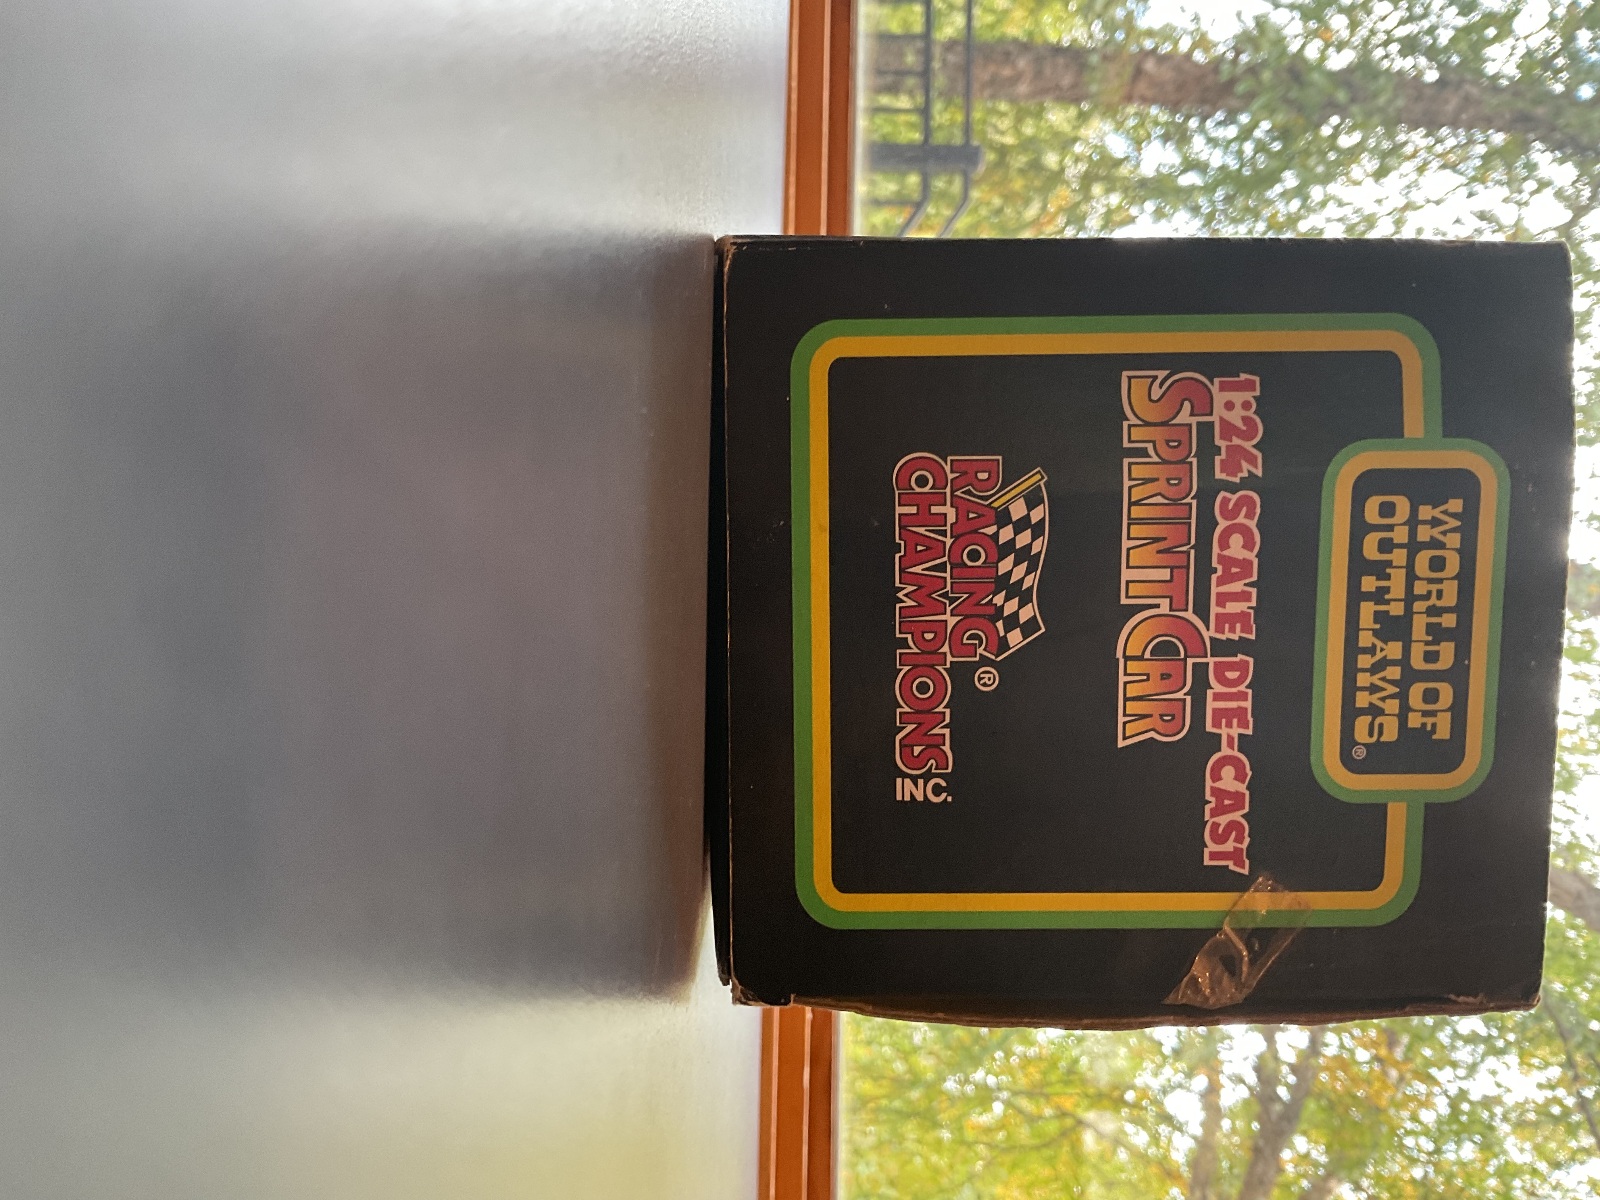 WORLD OF
OUTLAWS®
1:24 SCALE DIE-CAST
SPRINT CAR
RACING®
CHAMPIONS INC.